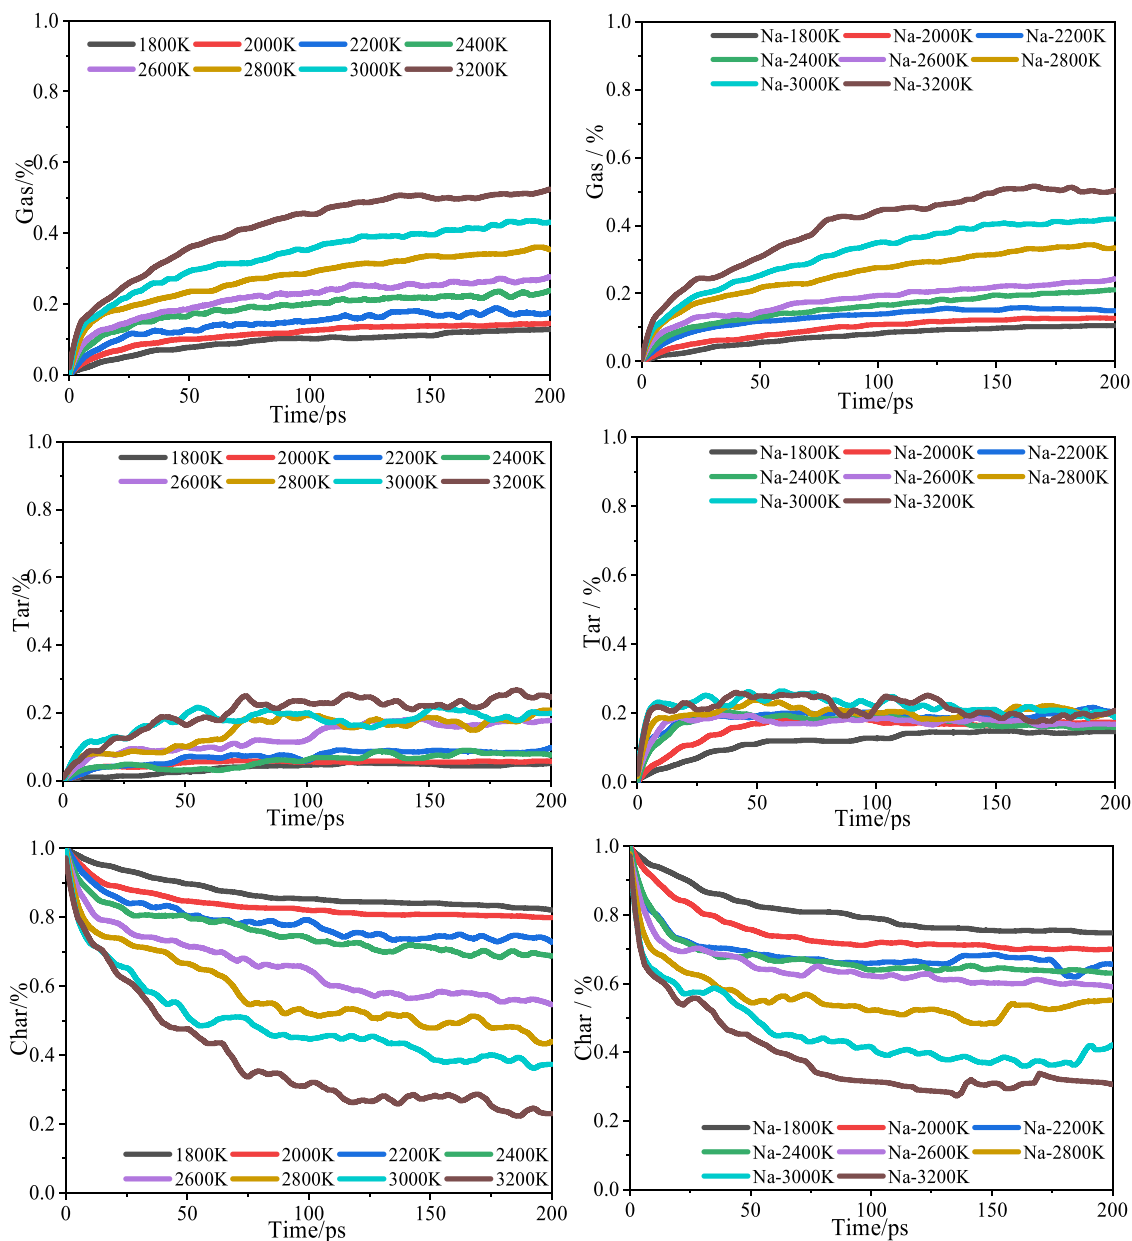 1.0
0.8
0.6
0.4
0.2
0.0
Gas/%
1800K 2000K 2200K 2400K
2600K 2800K 3000K 3200K
0 50 100 150 200
Time/ps
1.0
0.8
0.6
0.4
0.2
0.0
Gas / %
Na-1800K Na-2000K Na-2200K
Na-2400K Na-2600K Na-2800K
Na-3000K Na-3200K
0 50 100 150 200
Time/ps
1.0
0.8
0.6
0.4
0.2
0.0
Tar/%
1800K 2000K 2200K 2400K
2600K 2800K 3000K 3200K
0 50 100 150 200
Time/ps
1.0
0.8
0.6
0.4
0.2
0.0
Tar / %
Na-1800K Na-2000K Na-2200K
Na-2400K Na-2600K Na-2800K
Na-3000K Na-3200K
0 50 100 150 200
Time/ps
1.0
0.8
0.6
0.4
0.2
0.0
Char/%
1800K 2000K 2200K 2400K
2600K 2800K 3000K 3200K
0 50 100 150 200
Time/ps
1.0
0.8
0.6
0.4
0.2
0.0
Char / %
Na-1800K Na-2000K Na-2200K
Na-2400K Na-2600K Na-2800K
Na-3000K Na-3200K
0 50 100 150 200
Time/ps